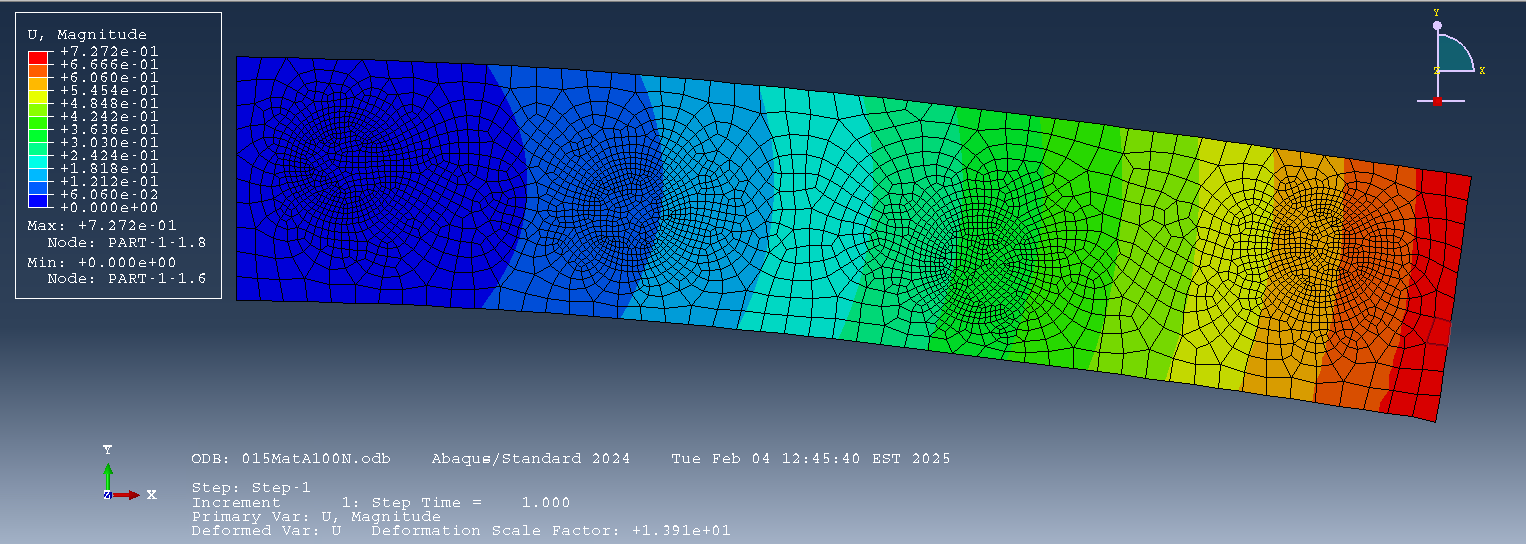 U, Magnitude
+7.272e-01
+6.666e-01
+6.060e-01
+5.454e-01
+4.848e-01
+4.242e-01
+3.636e-01
+3.030e-01
+2.424e-01
+1.818e-01
+1.212e-01
+6.060e-02
+0.000e+00
Max: +7.272e-01
Node: PART-1-1.8
Min: +0.000e+00
Node: PART-1-1.6
Y
Z X
Y
Z X
ODB: 015MatA100N.odb Abaqus/Standard 2024 Tue Feb 04 12:45:40 EST 2025
Step: Step-1
Increment 1: Step Time = 1.000
Primary Var: U, Magnitude
Deformed Var: U Deformation Scale Factor: +1.391e+01